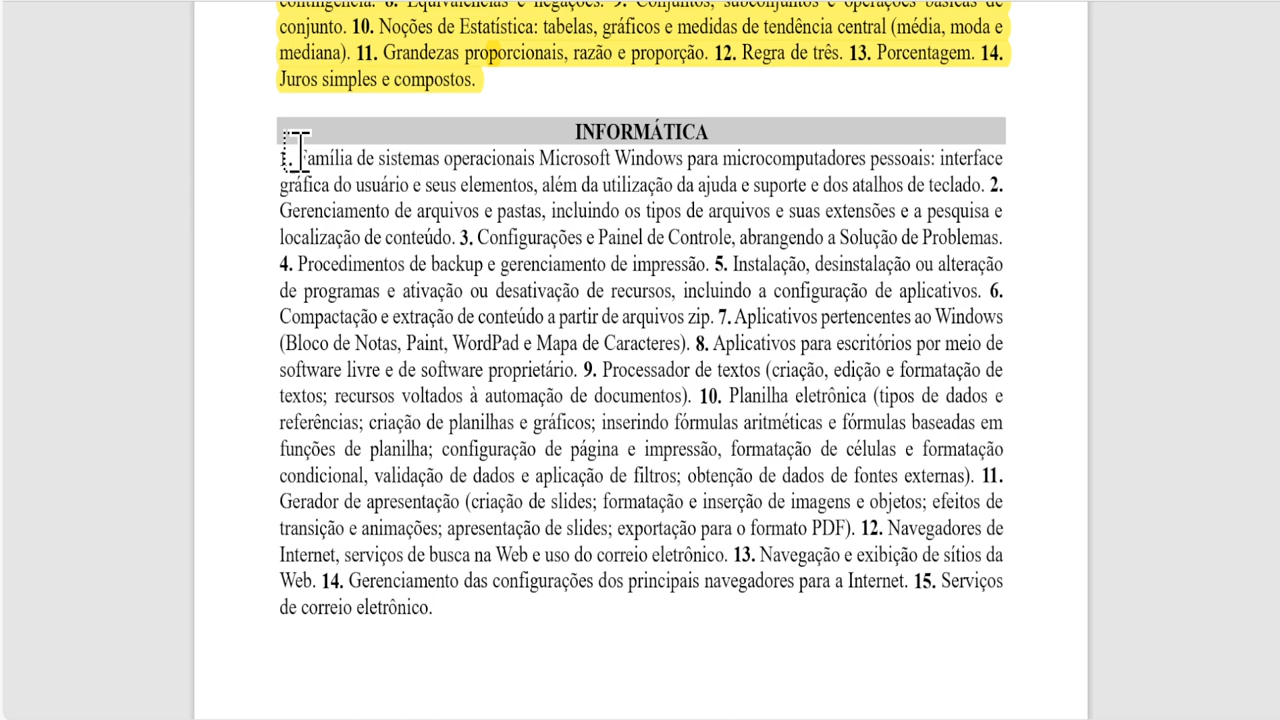 contingência. 8. Equivalências e negações. 9. Conjuntos, subconjuntos e operações básicas de
conjunto. 10. Noções de Estatística: tabelas, gráficos e medidas de tendência central (média, moda e
mediana). 11. Grandezas proporcionais, razão e proporção. 12. Regra de três. 13. Porcentagem. 14.
Juros simples e compostos.
INFORMÁTICA
1. Família de sistemas operacionais Microsoft Windows para microcomputadores pessoais: interface
gráfica do usuário e seus elementos, além da utilização da ajuda e suporte e dos atalhos de teclado. 2.
Gerenciamento de arquivos e pastas, incluindo os tipos de arquivos e suas extensões e a pesquisa e
localização de conteúdo. 3. Configurações e Painel de Controle, abrangendo a Solução de Problemas.
4. Procedimentos de backup e gerenciamento de impressão. 5. Instalação, desinstalação ou alteração
de programas e ativação ou desativação de recursos, incluindo a configuração de aplicativos. 6.
Compactação e extração de conteúdo a partir de arquivos zip. 7. Aplicativos pertencentes ao Windows
(Bloco de Notas, Paint, WordPad e Mapa de Caracteres). 8. Aplicativos para escritórios por meio de
software livre e de software proprietário. 9. Processador de textos (criação, edição e formatação de
textos; recursos voltados à automação de documentos). 10. Planilha eletrônica (tipos de dados e
referências; criação de planilhas e gráficos; inserindo fórmulas aritméticas e fórmulas baseadas em
funções de planilha; configuração de página e impressão, formatação de células e formatação
condicional, validação de dados e aplicação de filtros; obtenção de dados de fontes externas). 11.
Gerador de apresentação (criação de slides; formatação e inserção de imagens e objetos; efeitos de
transição e animações; apresentação de slides; exportação para o formato PDF). 12. Navegadores de
Internet, serviços de busca na Web e uso do correio eletrônico. 13. Navegação e exibição de sítios da
Web. 14. Gerenciamento das configurações dos principais navegadores para a Internet. 15. Serviços
de correio eletrônico.